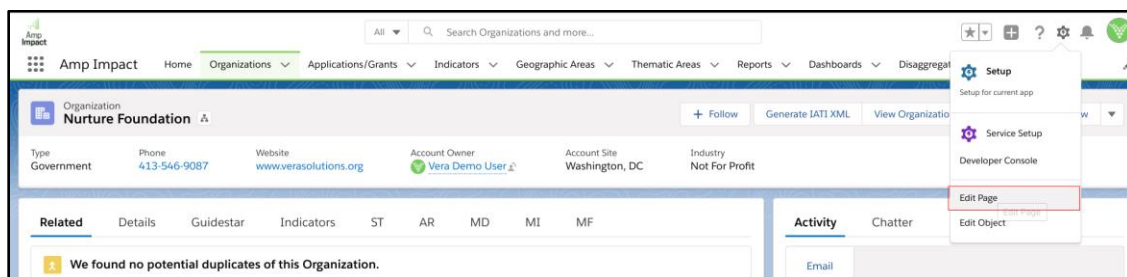 Amp
Impact
All
Search Organizations and more...
Amp Impact Home Organizations Applications/Grants Indicators Geographic Areas Thematic Areas Reports Dashboards Disaggregat
Setup
Setup for current app
Organization
Nurture Foundation
+ Follow Generate IATI XML View Organizatio w
Service Setup
Developer Console
Type Phone Website Account Owner Account Site Industry
Government 413-546-9087 www.verasolutions.org Vera Demo User Washington, DC Not For Profit
Edit Page
Edit Page
Edit Object
Related Details Guidestar Indicators ST AR MD MI MF
Activity Chatter
We found no potential duplicates of this Organization.
Email